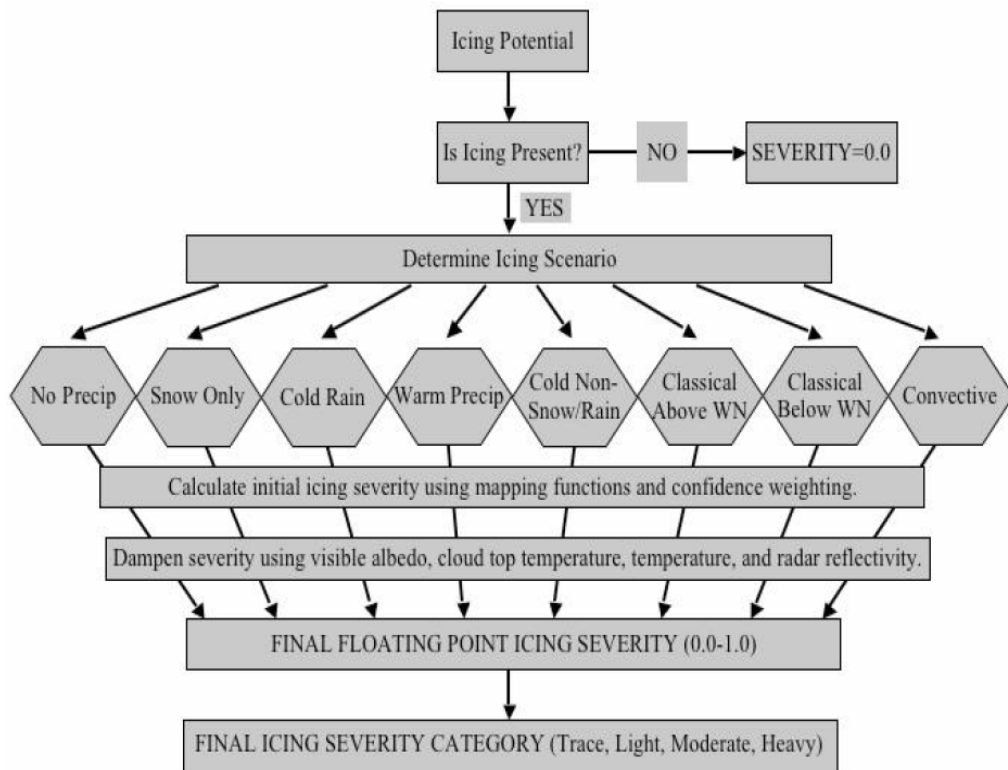 Icing Potential
Is Icing Present?
NO
SEVERITY=0.0
YES
Determine Icing Scenario
No Precip
Snow Only
Cold Rain
Warm Precip
Cold Non-
Snow/Rain
Classical
Above WN
Classical
Below WN
Convective
Calculate initial icing severity using mapping functions and confidence weighting.
Dampen severity using visible albedo, cloud top temperature, temperature, and radar reflectivity.
FINAL FLOATING POINT ICING SEVERITY (0.0-1.0)
FINAL ICING SEVERITY CATEGORY (Trace, Light, Moderate, Heavy)